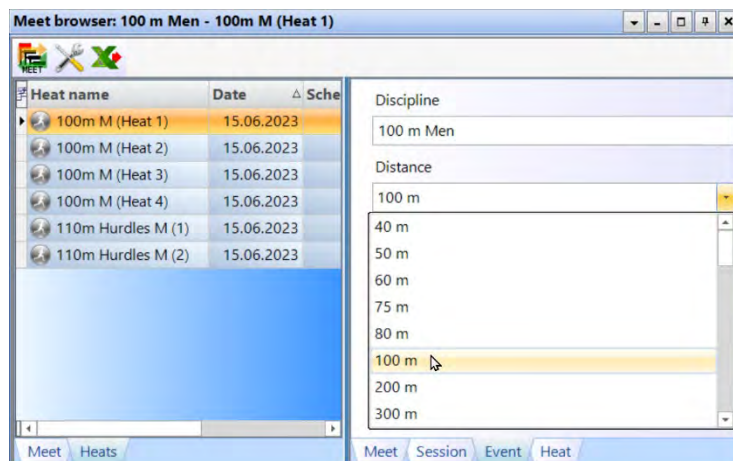 Meet browser: 100 m Men - 100m M (Heat 1)
MEET
Heat name Date Sche
100m M (Heat 1) 15.06.2023
100m M (Heat 2) 15.06.2023
100m M (Heat 3) 15.06.2023
100m M (Heat 4) 15.06.2023
110m Hurdles M (1) 15.06.2023
110m Hurdles M (2) 15.06.2023
Meet Heats
Discipline
100 m Men
Distance
100 m
40 m
50 m
60 m
75 m
80 m
100 m
200 m
300 m
Meet Session Event Heat